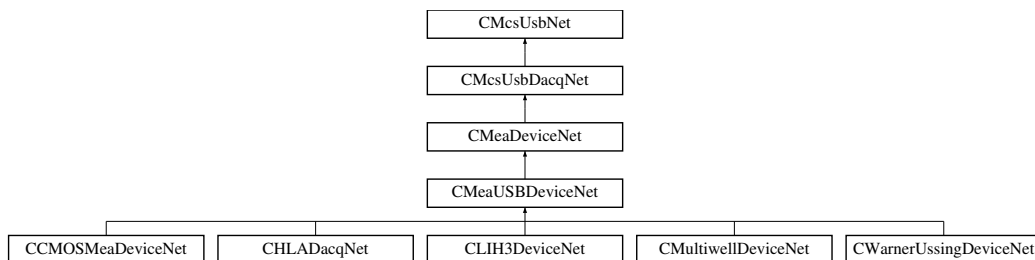 CMcsUsbNet
CMcsUsbDacqNet
CMeaDeviceNet
CMeaUSBDeviceNet
CCMOSMeaDeviceNet CHLADacqNet CLIH3DeviceNet CMultiwellDeviceNet CWarnerUssingDeviceNet